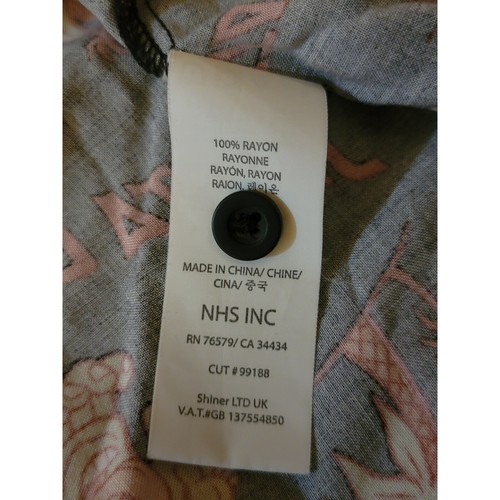 100% RAYON
RAYONNE
RAYÓN, RAYON
RAION, 레이온
MADE IN CHINA/ CHINE/
CINA/ 중국
NHS INC
RN 76579/ CA 34434
CUT # 99188
Shiner LTD UK
V.A.T.#GB 137554850